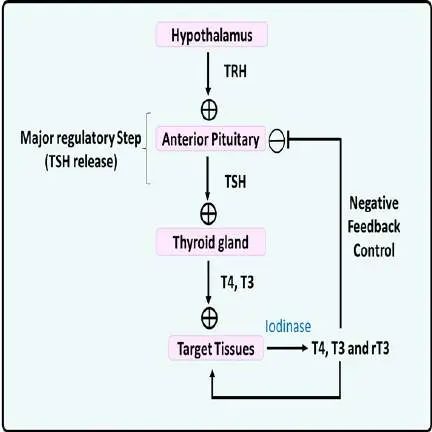 Hypothalamus
TRH
Major regulatory Step
(TSH release)
Anterior Pituitary
TSH
Negative
Feedback
Control
Thyroid gland
T4, T3
Iodinase
Target Tissues
T4, T3 and rT3